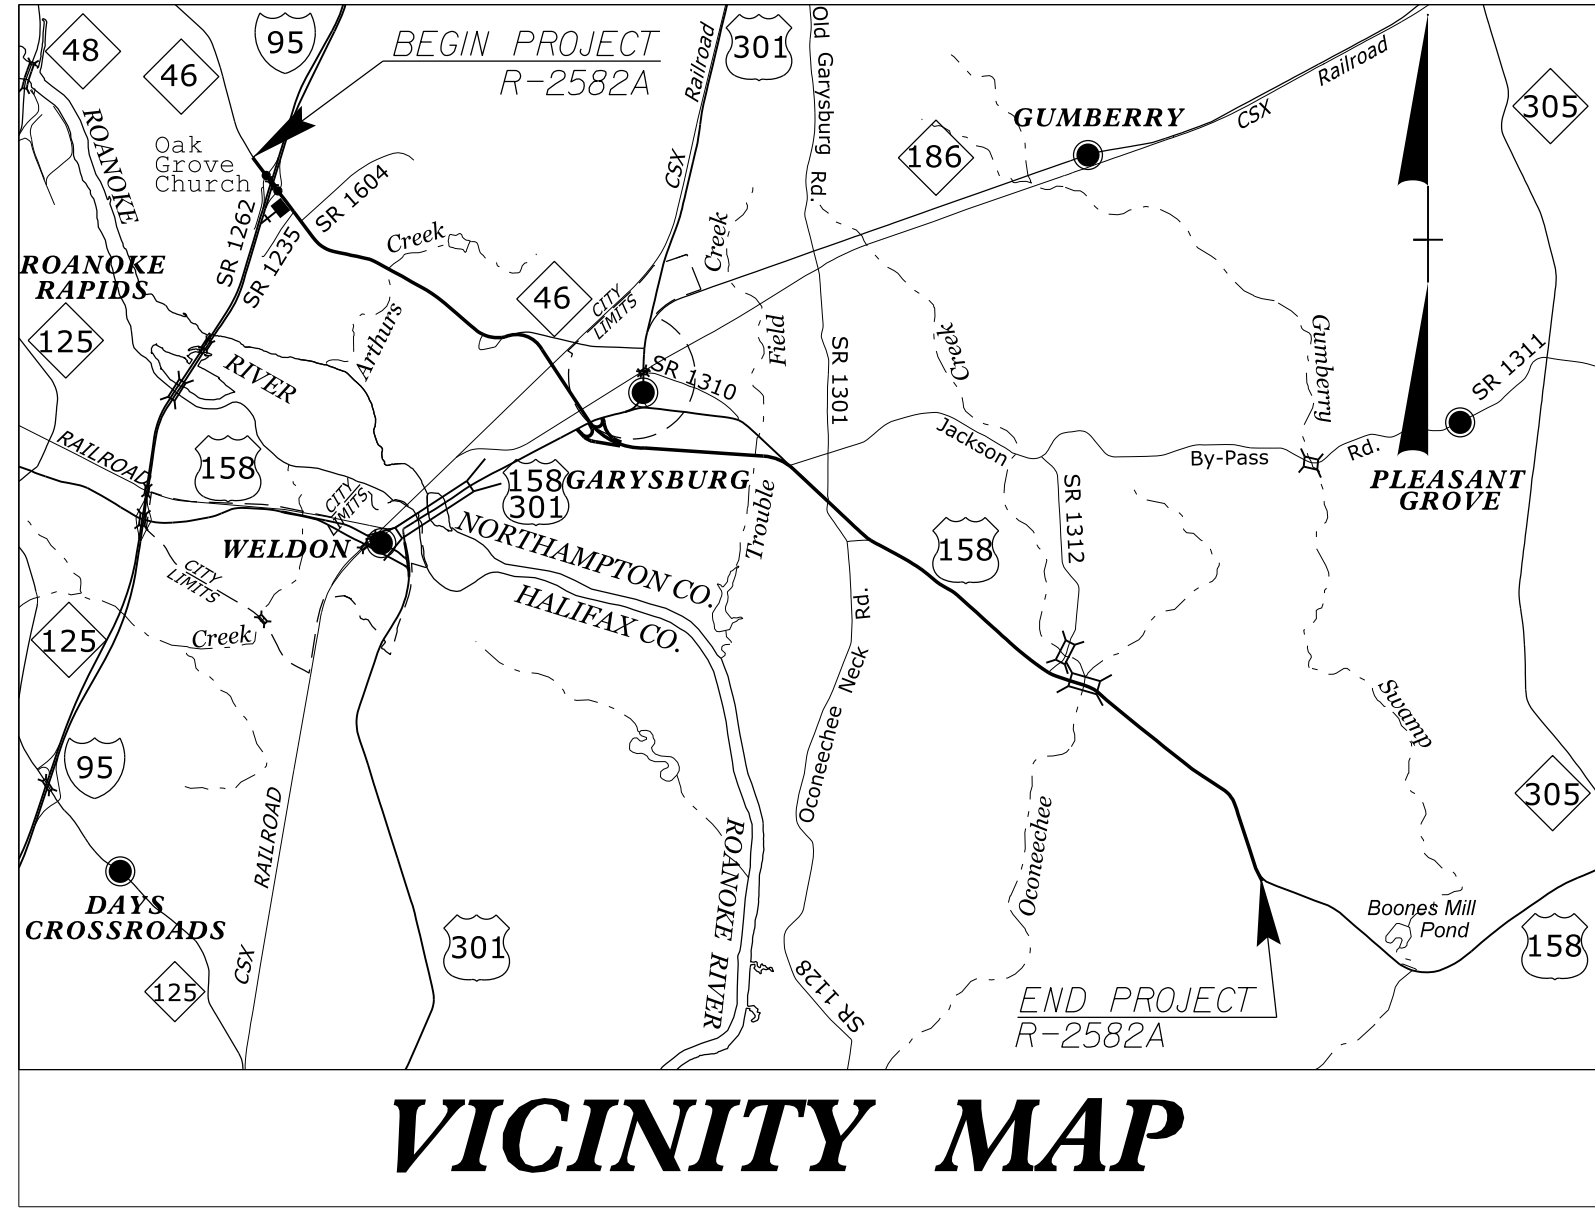 48
46
95
BEGIN PROJECT
R-2582A
Railroad
301
Old Garysburg Rd.
GUMBERRY
186
CSX
Railroad
305
ROANOKE
Oak
Grove
Church
SR 1262
SR 1235
SR 1604
Creek
CSX
Creek
ROANOKE
RAPIDS
125
46
CITY
LIMITS
Arthurs
RIVER
SR 1310
Field
SR 1301
Creek
Gumberry
SR 1311
RAILROAD
158
CITY
LIMITS
158
301
GARYSBURG
Jackson
By-Pass
Rd.
PLEASANT
GROVE
WELDON
NORTHAMPTON CO.
HALIFAX CO.
Trouble
158
SR 1312
CITY
LIMITS
125
Creek
Oconeechee Neck Rd.
Swamp
95
RAILROAD
CSX
ROANOKE RIVER
Oconeechee
305
DAYS
CROSSROADS
125
301
SR 1128
Boones Mill
Pond
158
END PROJECT
R-2582A
VICINITY MAP